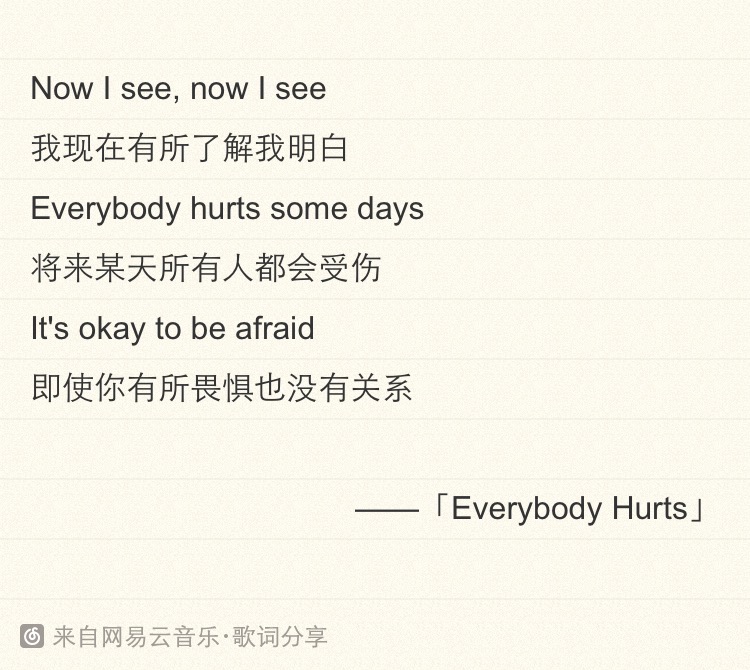 Now I see, now I see
我现在有所了解我明白
Everybody hurts some days
将来某天所有人都会受伤
It's okay to be afraid
即使你有所畏惧也没有关系
——「Everybody Hurts」
来自网易云音乐·歌词分享